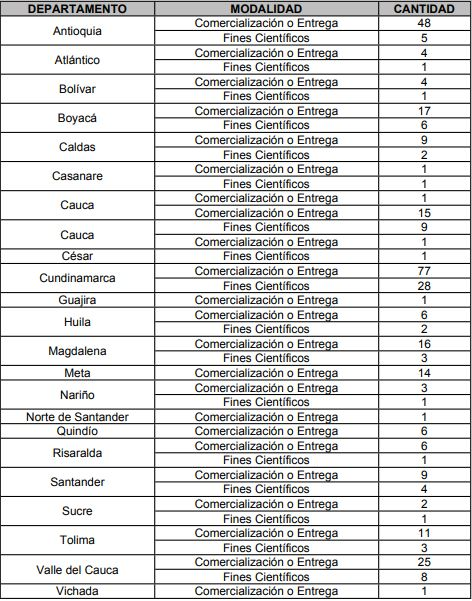 DEPARTAMENTO MODALIDAD CANTIDAD
Antioquia Comercialización o Entrega 48
Fines Científicos 5
Atlántico Comercialización o Entrega 4
Fines Científicos 1
Bolívar Comercialización o Entrega 4
Fines Científicos 1
Boyacá Comercialización o Entrega 17
Fines Científicos 6
Caldas Comercialización o Entrega 9
Fines Científicos 2
Casanare Comercialización o Entrega 1
Fines Científicos 1
Cauca Comercialización o Entrega 1
Comercialización o Entrega 15
Cauca Fines Científicos 9
Comercialización o Entrega 1
César Fines Científicos 1
Cundinamarca Comercialización o Entrega 77
Fines Científicos 28
Guajira Comercialización o Entrega 1
Huila Comercialización o Entrega 6
Fines Científicos 2
Magdalena Comercialización o Entrega 16
Fines Científicos 3
Meta Comercialización o Entrega 14
Nariño Comercialización o Entrega 3
Fines Científicos 1
Norte de Santander Comercialización o Entrega 1
Quindío Comercialización o Entrega 6
Risaralda Comercialización o Entrega 6
Fines Científicos 1
Santander Comercialización o Entrega 9
Fines Científicos 4
Sucre Comercialización o Entrega 2
Fines Científicos 1
Tolima Comercialización o Entrega 11
Fines Científicos 3
Valle del Cauca Comercialización o Entrega 25
Fines Científicos 8
Vichada Comercialización o Entrega 1